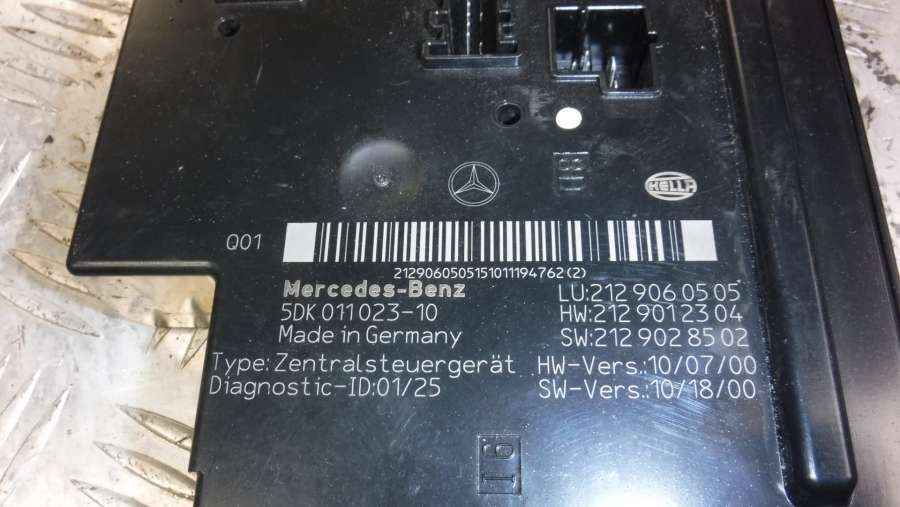 HELLA
Q01
2129060505151011194762(2)
Mercedes-Benz
LU:212 906 05 05
5DK 011 023-10
HW:212 901 23 04
Made in Germany
SW:212 902 85 02
Type: Zentralsteuergerät
HW-Vers.:10/07/00
Diagnostic-ID:01/25
SW-Vers.:10/18/00